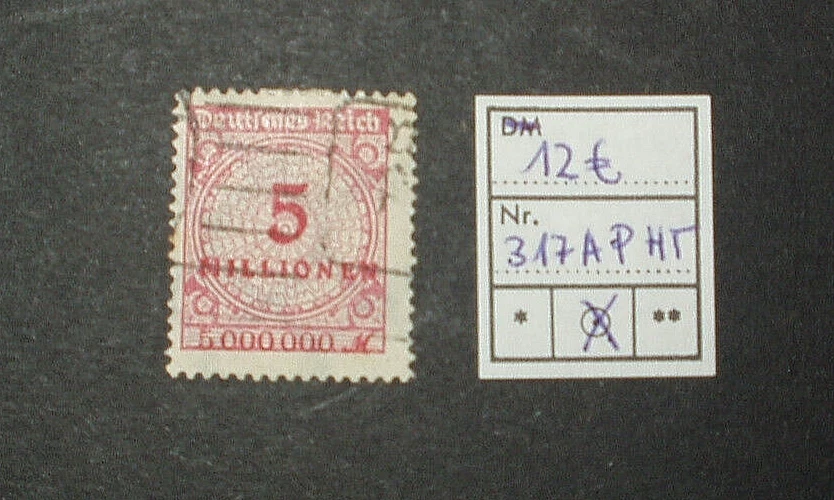 Deutsches Reich
5
MILLIONEN
5.000.000 M
DM
12 €
Nr.
317 A P HT
*
**